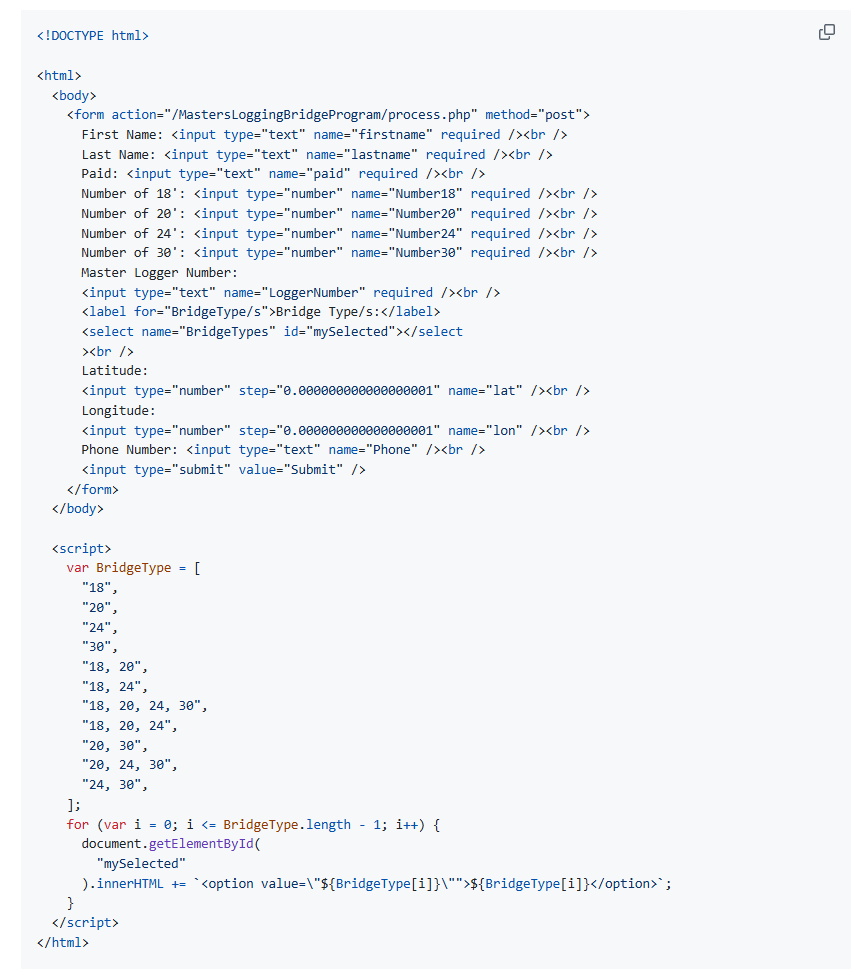 <!DOCTYPE html>

<html>
  <body>
    <form action="/MastersLoggingBridgeProgram/process.php" method="post">
      First Name: <input type="text" name="firstname" required /><br />
      Last Name: <input type="text" name="lastname" required /><br />
      Paid: <input type="text" name="paid" required /><br />
      Number of 18': <input type="number" name="Number18" required /><br />
      Number of 20': <input type="number" name="Number20" required /><br />
      Number of 24': <input type="number" name="Number24" required /><br />
      Number of 30': <input type="number" name="Number30" required /><br />
      Master Logger Number:
      <input type="text" name="LoggerNumber" required /><br />
      <label for="BridgeType/s">Bridge Type/s:</label>
      <select name="BridgeTypes" id="mySelected"></select
      ><br />
      Latitude:
      <input type="number" step="0.000000000000000001" name="lat" /><br />
      Longitude:
      <input type="number" step="0.000000000000000001" name="lon" /><br />
      Phone Number: <input type="text" name="Phone" /><br />
      <input type="submit" value="Submit" />
    </form>
  </body>

  <script>
    var BridgeType = [
      "18",
      "20",
      "24",
      "30",
      "18, 20",
      "18, 24",
      "18, 20, 24, 30",
      "18, 20, 24",
      "20, 30",
      "20, 24, 30",
      "24, 30",
    ];
    for (var i = 0; i <= BridgeType.length - 1; i++) {
      document.getElementById(
        "mySelected"
      ).innerHTML += `<option value=\"${BridgeType[i]}\"">${BridgeType[i]}</option>`;
    }
  </script>
</html>